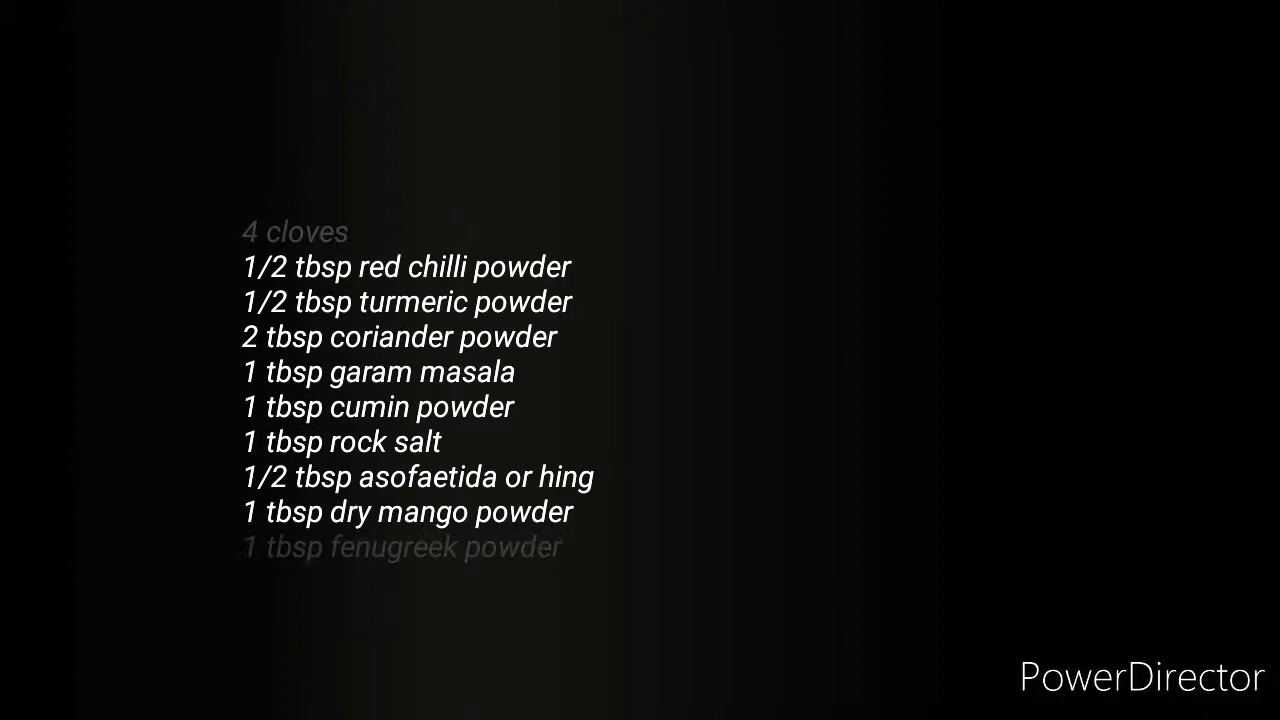 4 cloves
1/2 tbsp red chilli powder
1/2 tbsp turmeric powder
2 tbsp coriander powder
1 tbsp garam masala
1 tbsp cumin powder
1 tbsp rock salt
1/2 tbsp asofaetida or hing
1 tbsp dry mango powder
1 tbsp fenugreek powder
PowerDirector